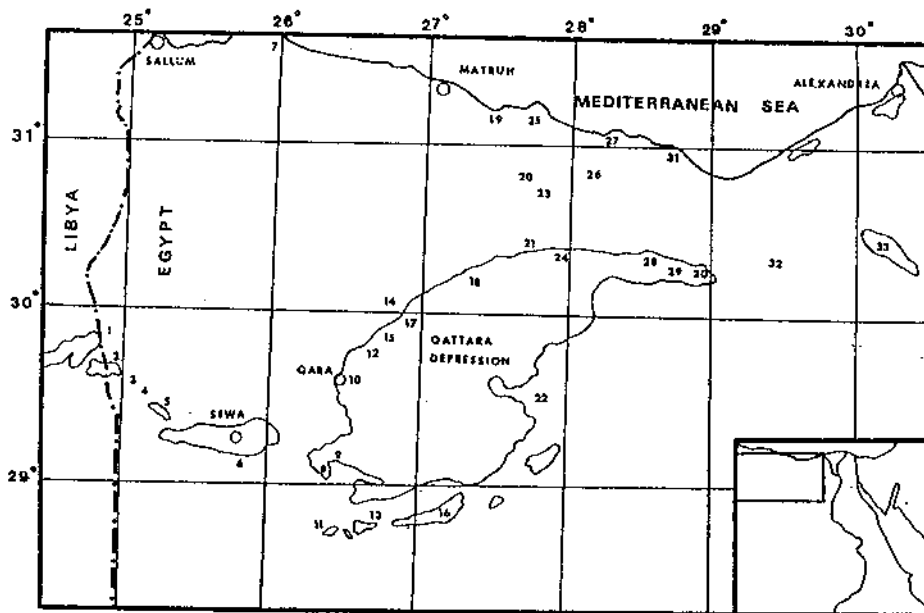 25° 26° 27° 28° 29° 30°
7
SALLUM
MATRUH
ALEXANDRIA
MEDITERRANEAN SEA
19 25
31°
27
31
20 26
23
LIBYA
EGYPT
21
24 28
29 30
32
33
18
30°
14
17
15
12
QATTARA
DEPRESSION
1
2
3
4
5
QARA
10
22
SIWA
6
8 9
29°
11 13 16